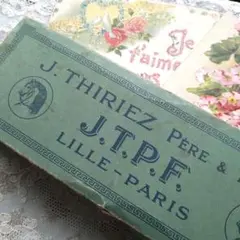 Je
t'aime
J. THIRIEZ PÈRE &
J.T.P.F.
LILLE-PARIS